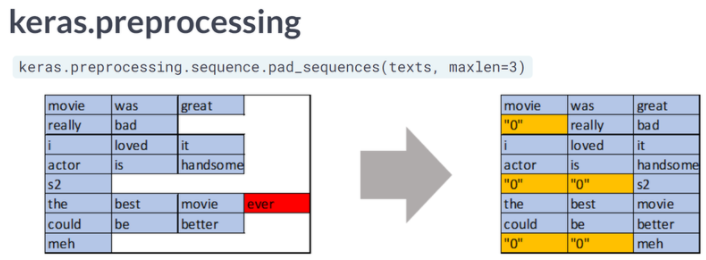 keras.preprocessing
keras.preprocessing.sequence.pad_sequences(texts, maxlen=3)
movie was great
really bad
i loved it
actor is handsome
s2
the best movie ever
could be better
meh
movie was great
"0" really bad
i loved it
actor is handsome
"0" "0" s2
the best movie
could be better
"0" "0" meh